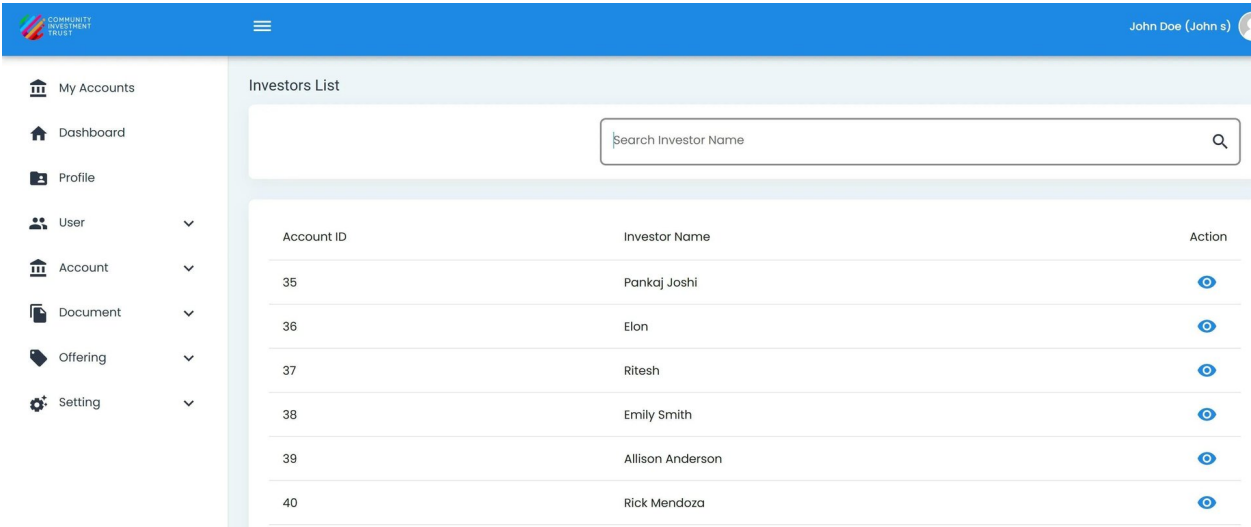 COMMUNITY
INVESTMENT
TRUST
John Doe (John s)
My Accounts
Dashboard
Profile
User
Account
Document
Offering
Setting
Investors List
Search Investor Name
Account ID Investor Name Action
35 Pankaj Joshi
36 Elon
37 Ritesh
38 Emily Smith
39 Allison Anderson
40 Rick Mendoza